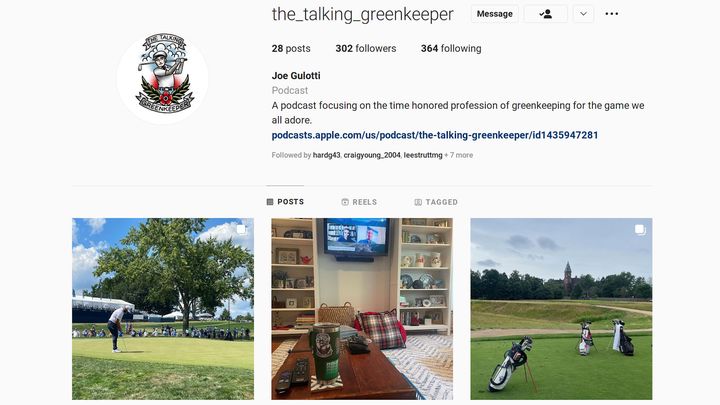 the_talking_greenkeeper
Message
28 posts 302 followers 364 following
Joe Gulotti
Podcast
A podcast focusing on the time honored profession of greenkeeping for the game we
all adore.
podcasts.apple.com/us/podcast/the-talking-greenkeeper/id1435947281
Followed by hardg43, craigyoung_2004, leestruttmg + 7 more
THE TALKING
GREENKEEPER
POSTS REELS TAGGED